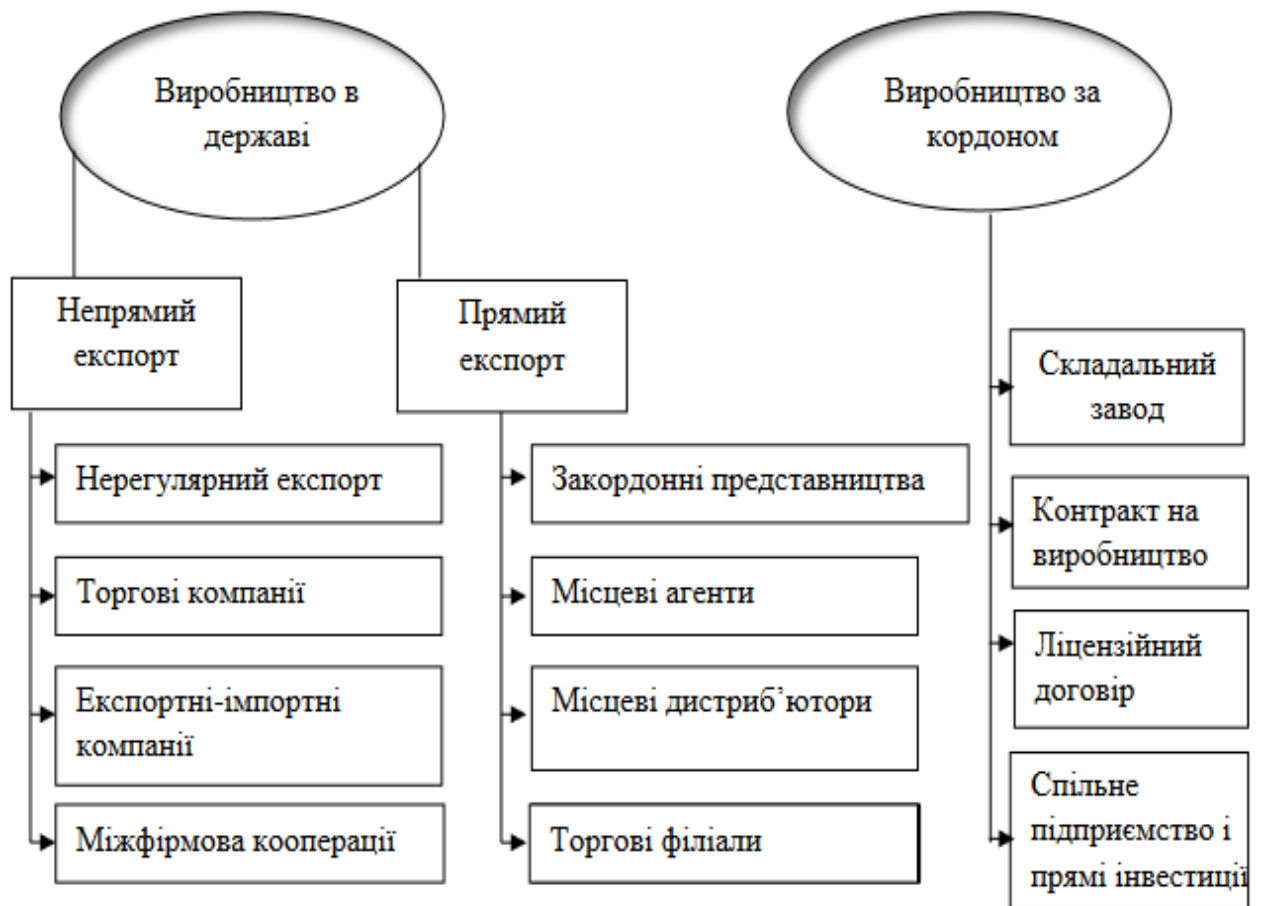 Виробництво в
державі
Виробництво за
кордоном
Непрямий
експорт
Прямий
експорт
Нерегулярний експорт
Торгові компанії
Експортні-імпортні
компанії
Міжфірмова кооперації
Закордонні представництва
Місцеві агенти
Місцеві дистриб’ютори
Торгові філіали
Складальний
завод
Контракт на
виробництво
Ліцензійний
договір
Спільне
підприємство і
прямі інвестиції